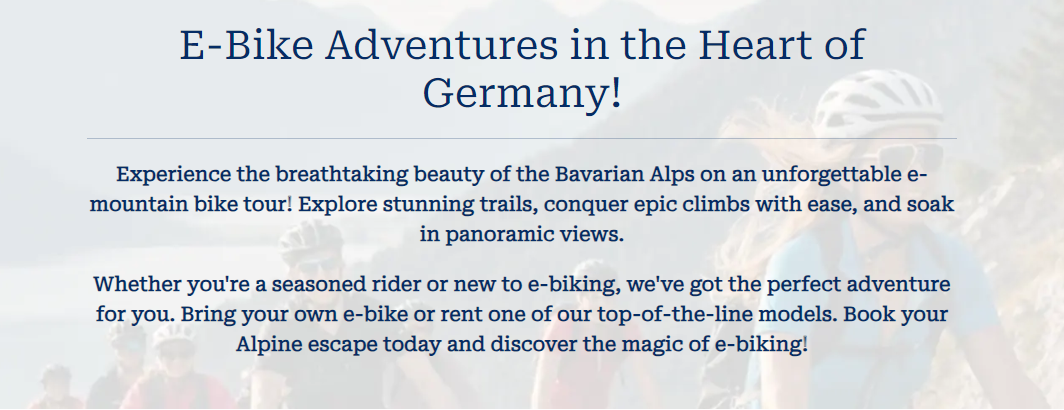 E-Bike Adventures in the Heart of
Germany!
Experience the breathtaking beauty of the Bavarian Alps on an unforgettable e-
mountain bike tour! Explore stunning trails, conquer epic climbs with ease, and soak
in panoramic views.
Whether you're a seasoned rider or new to e-biking, we've got the perfect adventure
for you. Bring your own e-bike or rent one of our top-of-the-line models. Book your
Alpine escape today and discover the magic of e-biking!